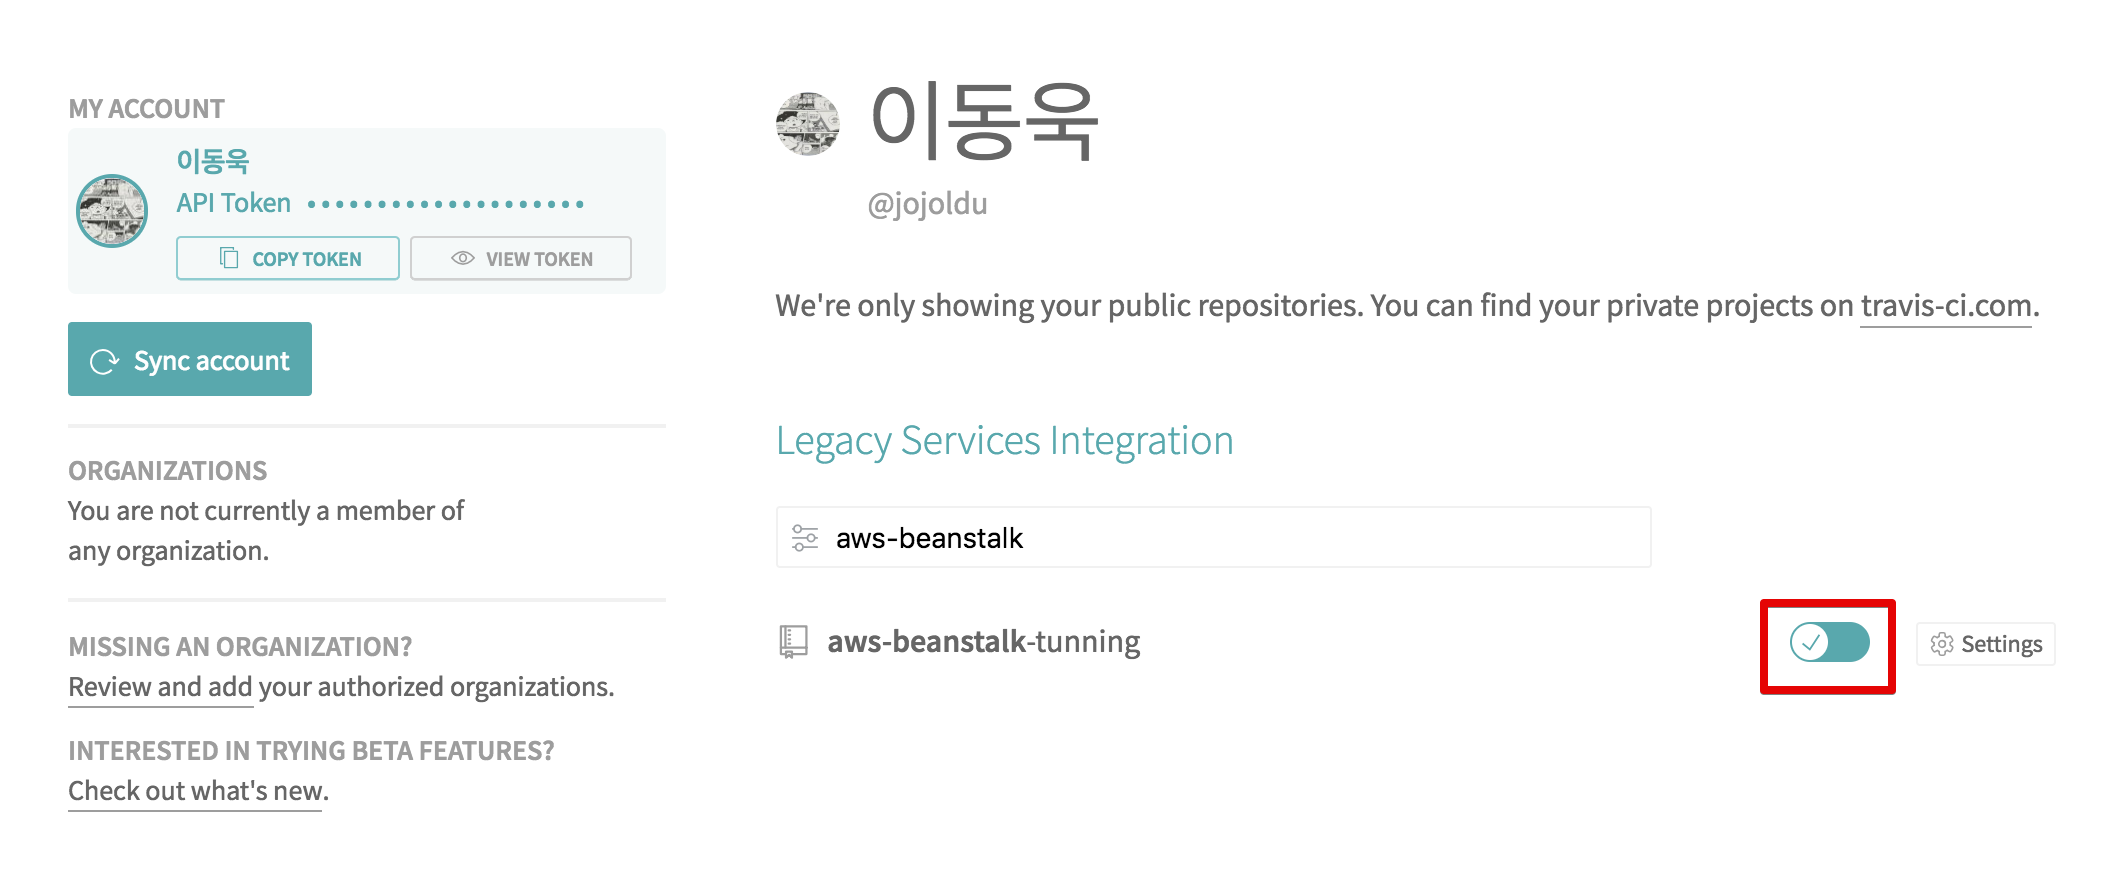 MY ACCOUNT
이동욱
API Token ••••••••••••••••••••
COPY TOKEN
VIEW TOKEN
Sync account
ORGANIZATIONS
You are not currently a member of
any organization.
MISSING AN ORGANIZATION?
Review and add your authorized organizations.
INTERESTED IN TRYING BETA FEATURES?
Check out what's new.
이동욱
@jojoldu
We're only showing your public repositories. You can find your private projects on travis-ci.com.
Legacy Services Integration
aws-beanstalk
aws-beanstalk-tunning
Settings